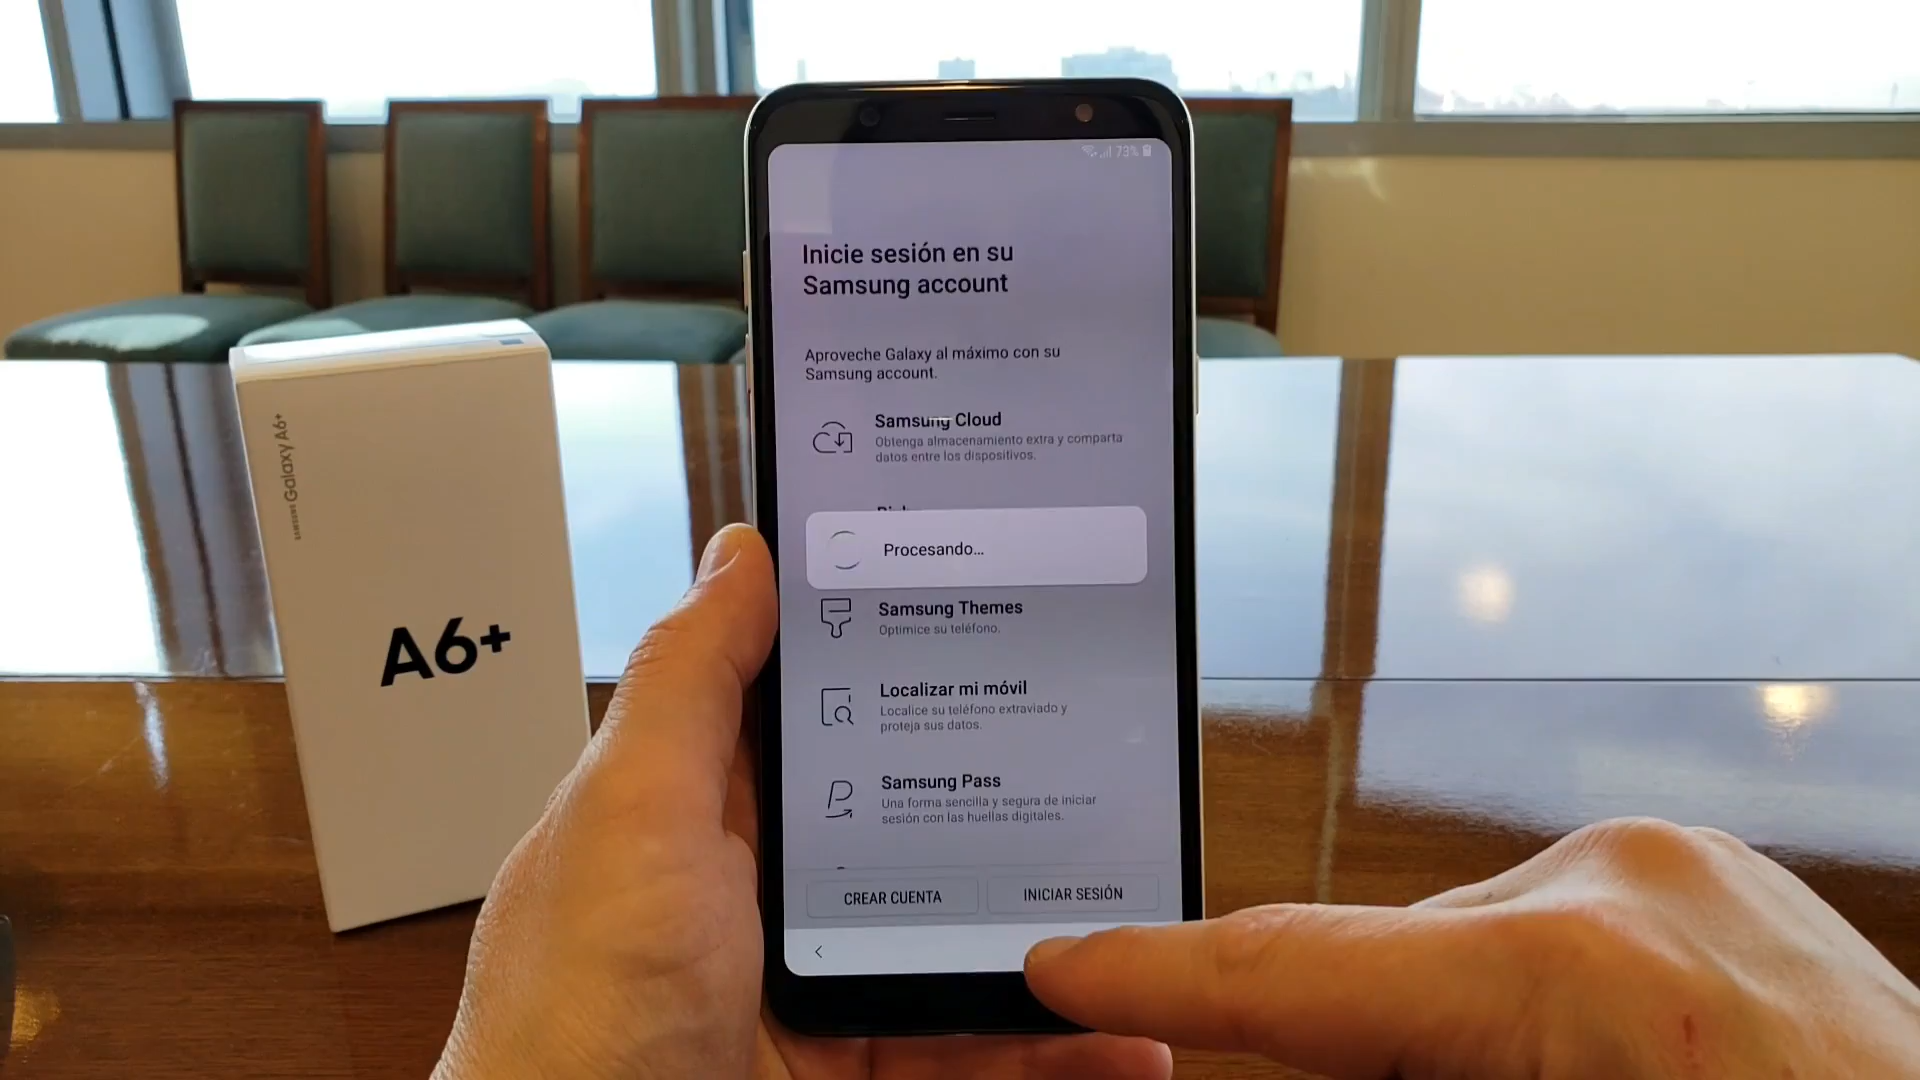 73%
Inicie sesión en su
Samsung account
Aproveche Galaxy al máximo con su
Samsung account.
Samsung Cloud
Obtenga almacenamiento extra y comparta
datos entre los dispositivos.
Procesando...
Samsung Themes
Optimice su teléfono.
Localizar mi móvil
Localice su teléfono extraviado y
proteja sus datos.
Samsung Pass
Una forma sencilla y segura de iniciar
sesión con las huellas digitales.
CREAR CUENTA
INICIAR SESIÓN
SAMSUNG Galaxy A6+
A6+